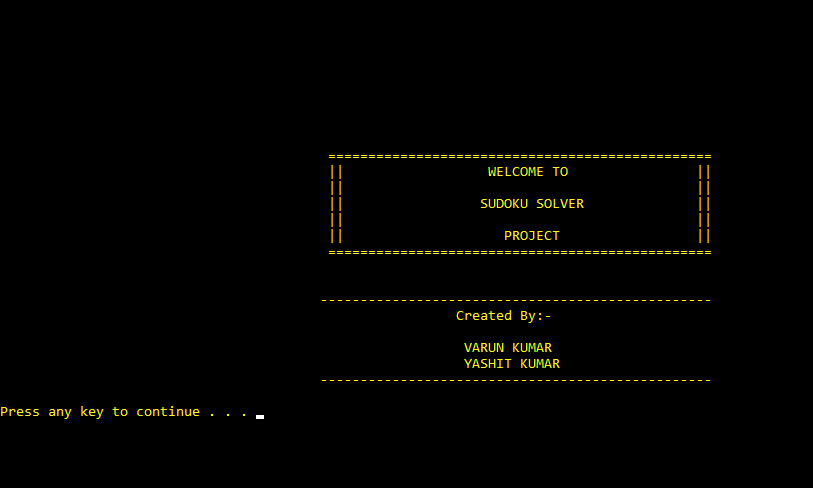 ================================================
|| WELCOME TO ||
|| ||
|| SUDOKU SOLVER ||
|| ||
|| PROJECT ||
================================================
-------------------------------------------------
Created By:-
VARUN KUMAR
YASHIT KUMAR
-------------------------------------------------
Press any key to continue . . .